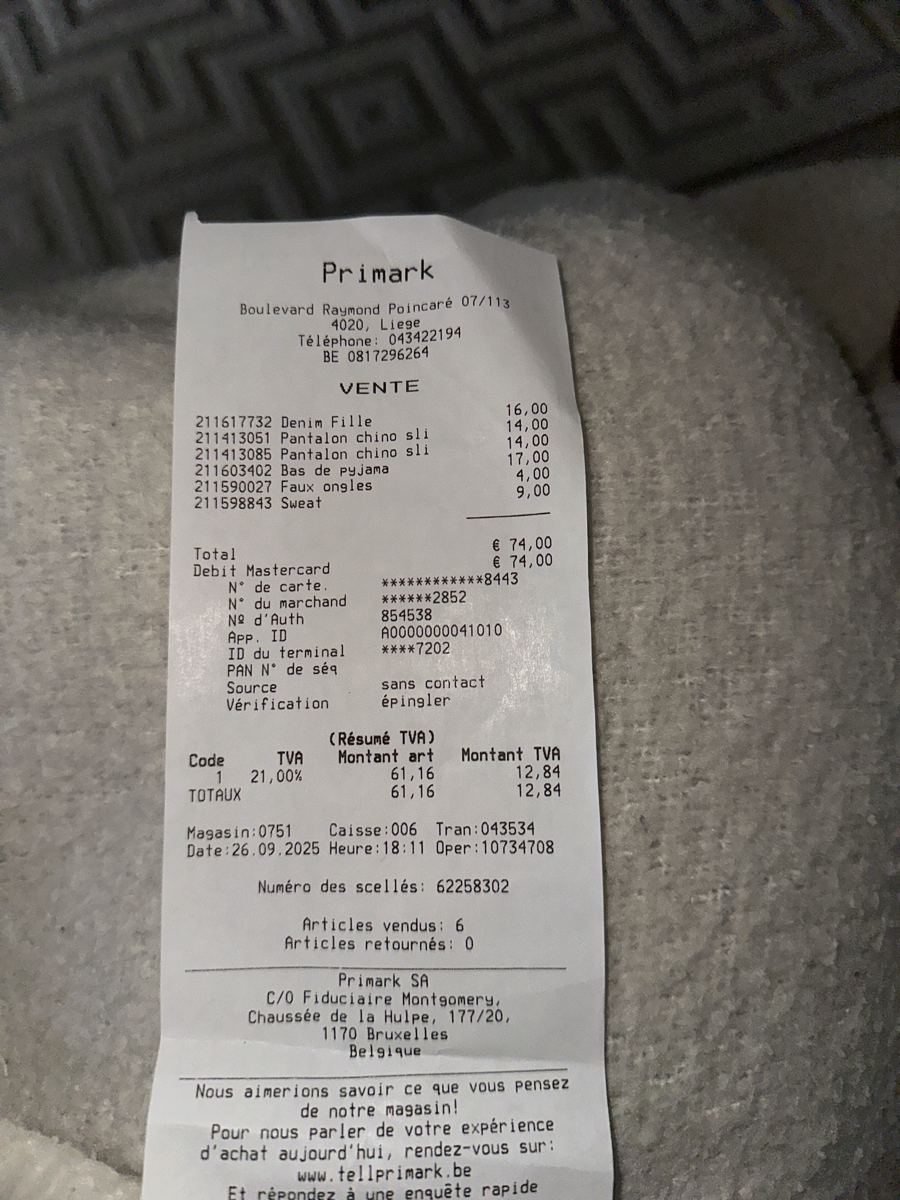 Primark
Boulevard Raymond Poincaré 07/113
4020, Liege
Téléphone: 043422194
BE 0817296264
VENTE
211617732 Denim Fille 16,00
211413051 Pantalon chino sli 14,00
211413085 Pantalon chino sli 14,00
211603402 Bas de pyjama 17,00
211590027 Faux ongles 4,00
211598843 Sweat 9,00
Total € 74,00
Debit Mastercard € 74,00
N° de carte. ************8443
N° du marchand ******2852
Nº d'Auth 854538
App. ID A0000000041010
ID du terminal ****7202
PAN N° de séq
Source sans contact
Vérification épingler
(Résumé TVA)
Code TVA Montant art Montant TVA
1 21,00% 61,16 12,84
TOTAUX 61,16 12,84
Magasin:0751 Caisse:006 Tran:043534
Date:26.09.2025 Heure:18:11 Oper:10734708
Numéro des scellés: 62258302
Articles vendus: 6
Articles retournés: 0
Primark SA
C/O Fiduciaire Montgomery,
Chaussée de la Hulpe, 177/20,
1170 Bruxelles
Belgique
Nous aimerions savoir ce que vous pensez
de notre magasin!
Pour nous parler de votre expérience
d'achat aujourd'hui, rendez-vous sur:
www.tellprimark.be
Et répondez à une enquête rapide